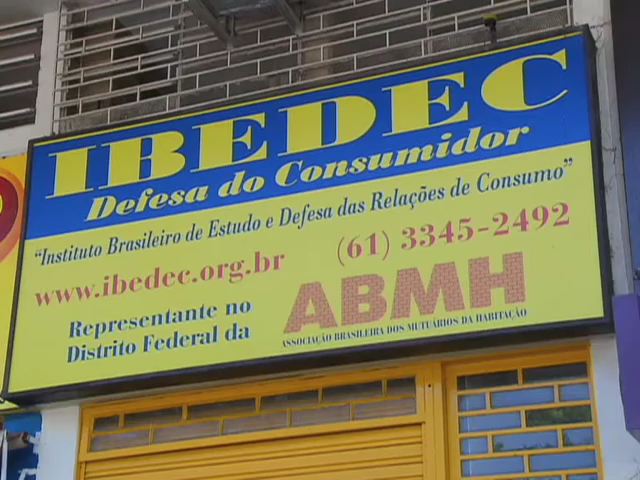 IBEDEC
Defesa do Consumidor
“Instituto Brasileiro de Estudo e Defesa das Relações de Consumo”
www.ibedec.org.br (61) 3345-2492
Representante no
Distrito Federal da
ABMH
ASSOCIAÇÃO BRASILEIRA DOS MUTUÁRIOS DA HABITAÇÃO